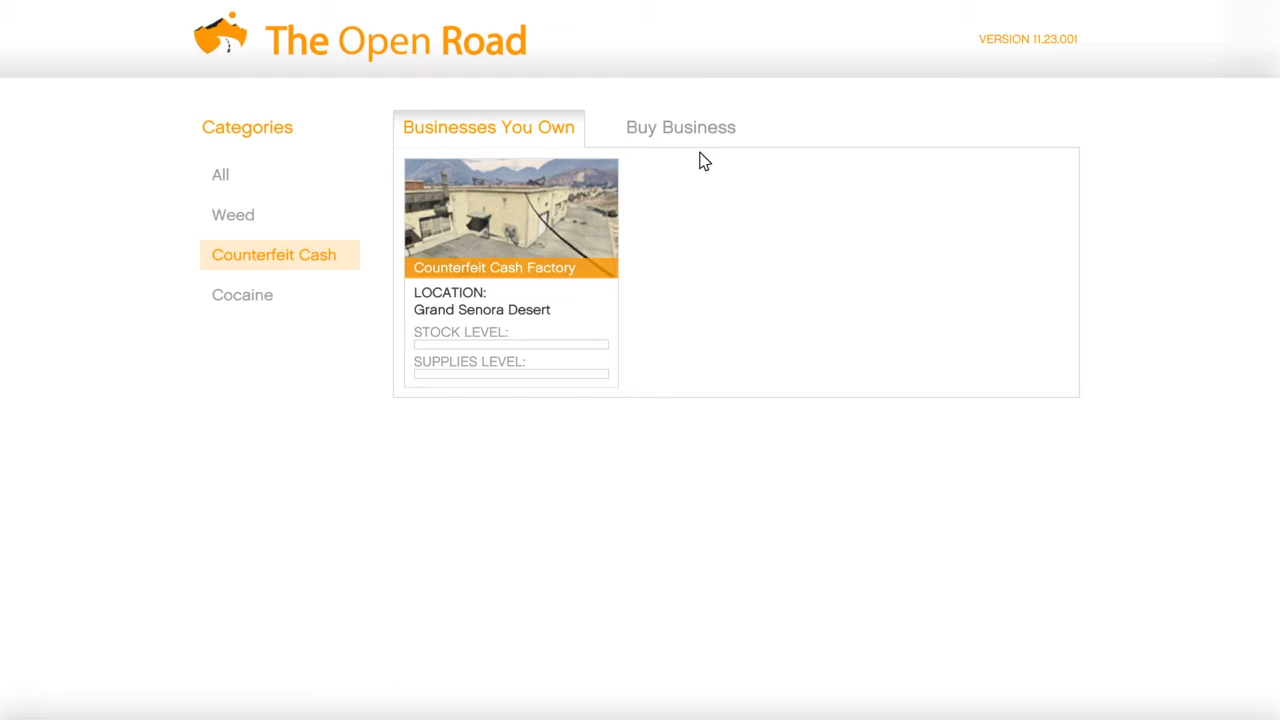 The Open Road
VERSION 11.23.001
Categories
All
Weed
Counterfeit Cash
Cocaine
Businesses You Own
Buy Business
Counterfeit Cash Factory
LOCATION:
Grand Senora Desert
STOCK LEVEL:
SUPPLIES LEVEL: